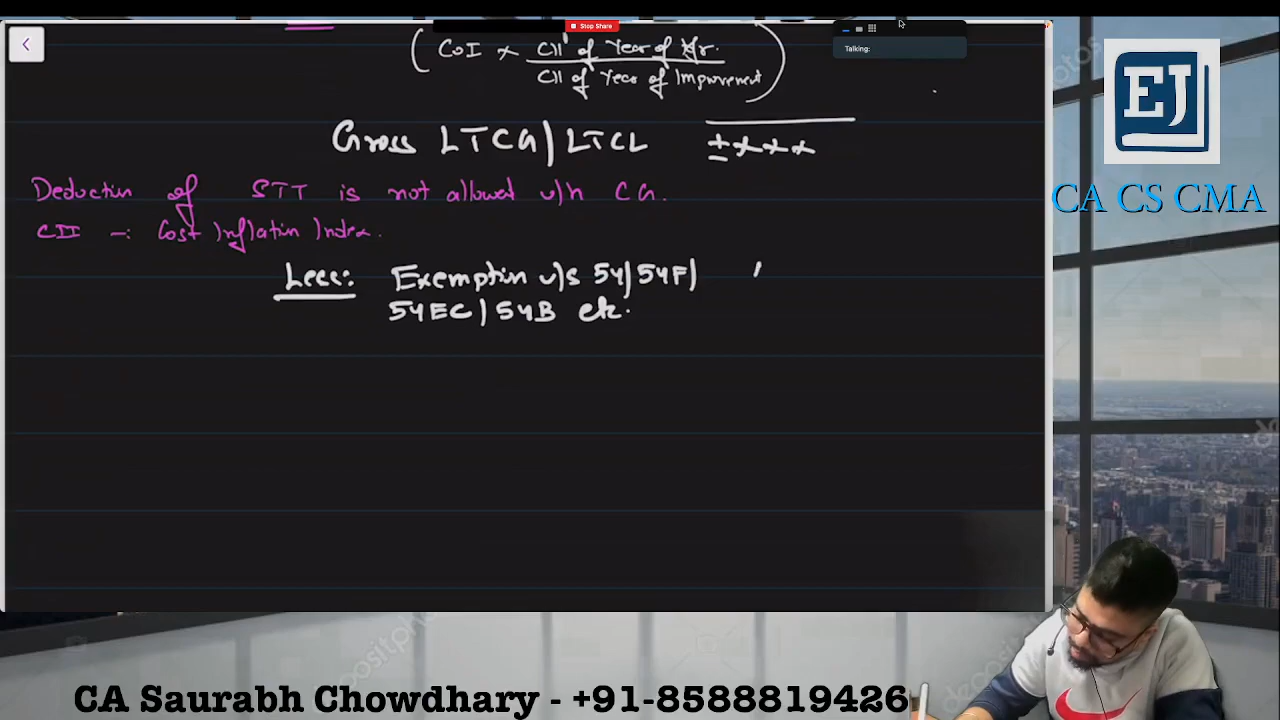 Stop Share
Talking:
(CoI × CII of Year of Xfr.
CII of Year of Improvement)
Gross LTCG | LTCL ± x x x
Deduction of STT is not allowed u/h CG.
CII -: Cost Inflation Index.
Less: Exemption u/s 54|54F|
54EC | 54B etc.
EJ
CA CS CMA
CA Saurabh Chowdhary - +91-8588819426